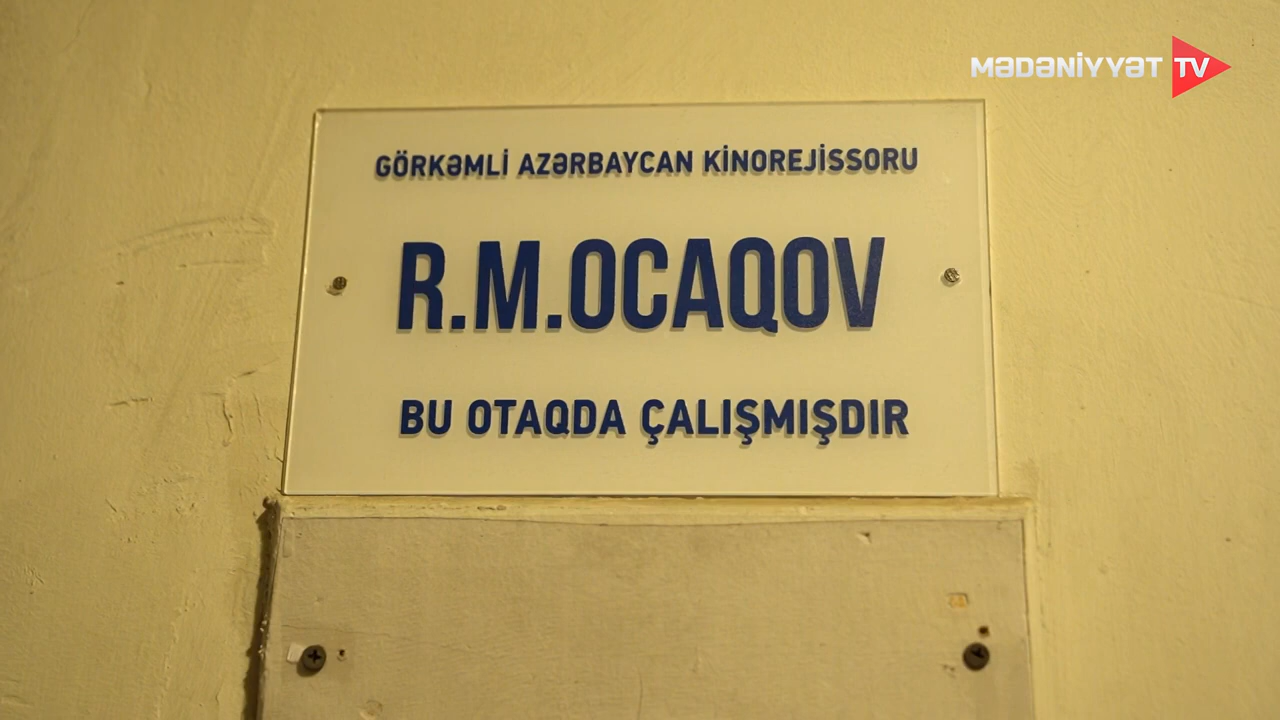 MƏDƏNİYYƏT TV
GÖRKƏMLİ AZƏRBAYCAN KİNOREJİSSORU
R.M.OCAQOV
BU OTAQDA ÇALIŞMIŞDIR